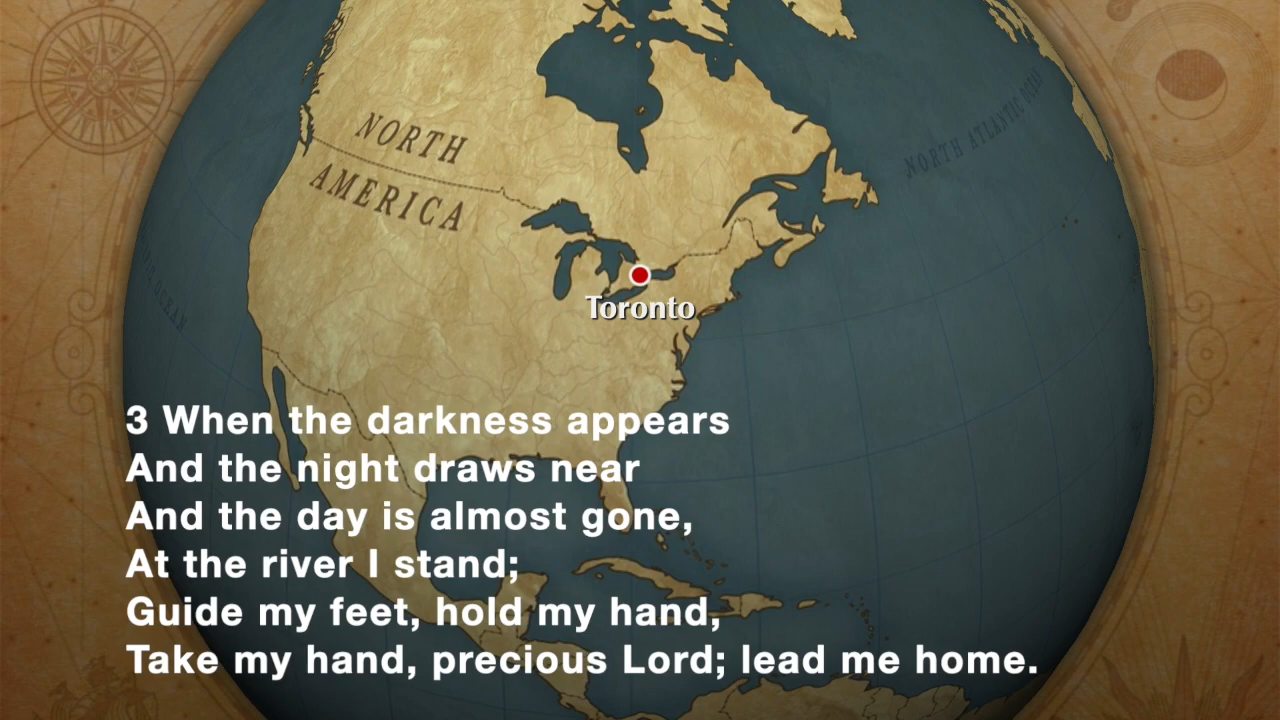 NORTH
AMERICA
NORTH ATLANTIC OCEAN
OCEAN
Toronto
3 When the darkness appears
And the night draws near
And the day is almost gone,
At the river I stand;
Guide my feet, hold my hand,
Take my hand, precious Lord; lead me home.